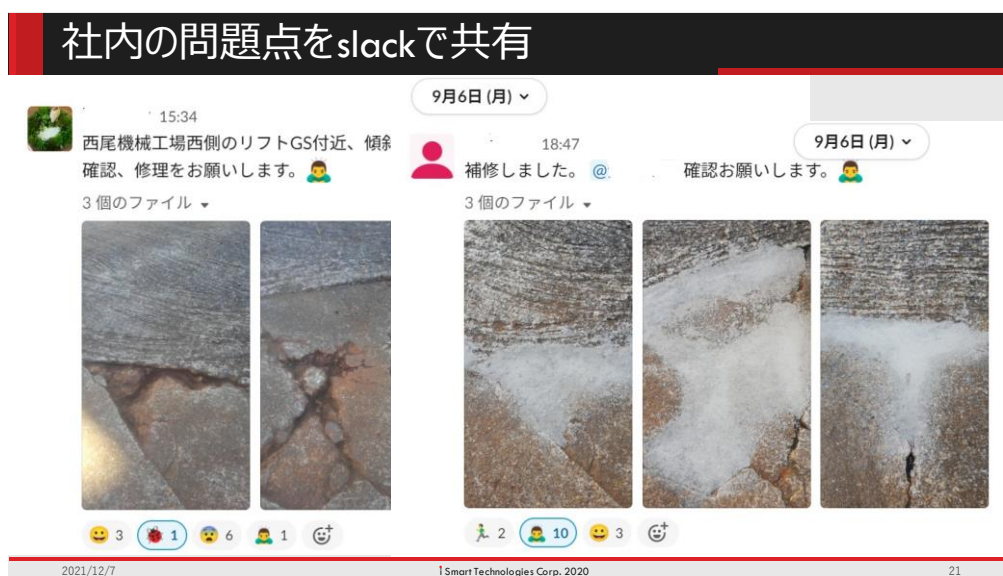 社内の問題点をslackで共有
9月6日 (月)
15:34
西尾機械工場西側のリフトGS付近、傾斜
確認、修理をお願いします。
3 個のファイル
3
1
6
1
9月6日 (月)
18:47
補修しました。 @ 確認お願いします。
3 個のファイル
2
10
3
2021/12/7
i Smart Technologies Corp. 2020
21